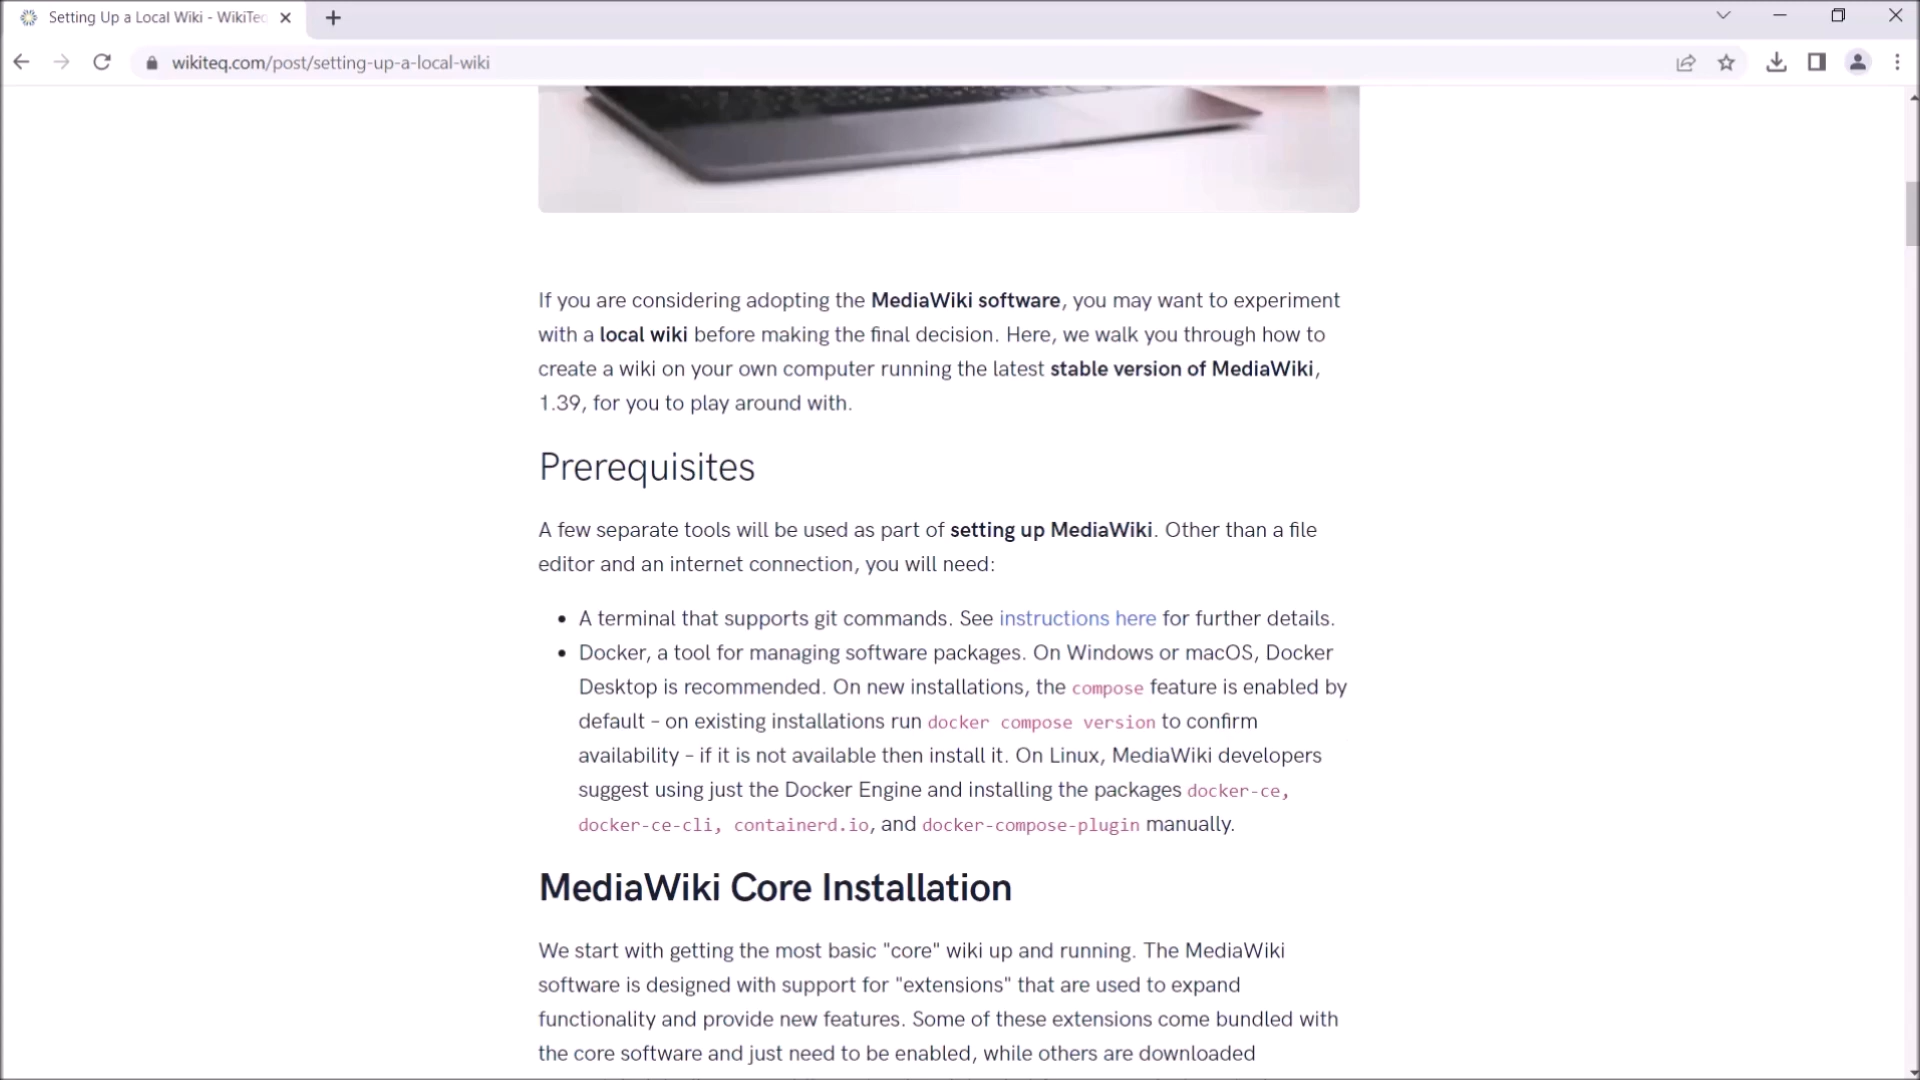 Setting Up a Local Wiki - WikiTeq
wikiteq.com/post/setting-up-a-local-wiki
If you are considering adopting the MediaWiki software, you may want to experiment
with a local wiki before making the final decision. Here, we walk you through how to
create a wiki on your own computer running the latest stable version of MediaWiki,
1.39, for you to play around with.
Prerequisites
A few separate tools will be used as part of setting up MediaWiki. Other than a file
editor and an internet connection, you will need:
• A terminal that supports git commands. See instructions here for further details.
• Docker, a tool for managing software packages. On Windows or macOS, Docker
Desktop is recommended. On new installations, the compose feature is enabled by
default – on existing installations run docker compose version to confirm
availability – if it is not available then install it. On Linux, MediaWiki developers
suggest using just the Docker Engine and installing the packages docker-ce,
docker-ce-cli, containerd.io, and docker-compose-plugin manually.
MediaWiki Core Installation
We start with getting the most basic "core" wiki up and running. The MediaWiki
software is designed with support for "extensions" that are used to expand
functionality and provide new features. Some of these extensions come bundled with
the core software and just need to be enabled, while others are downloaded